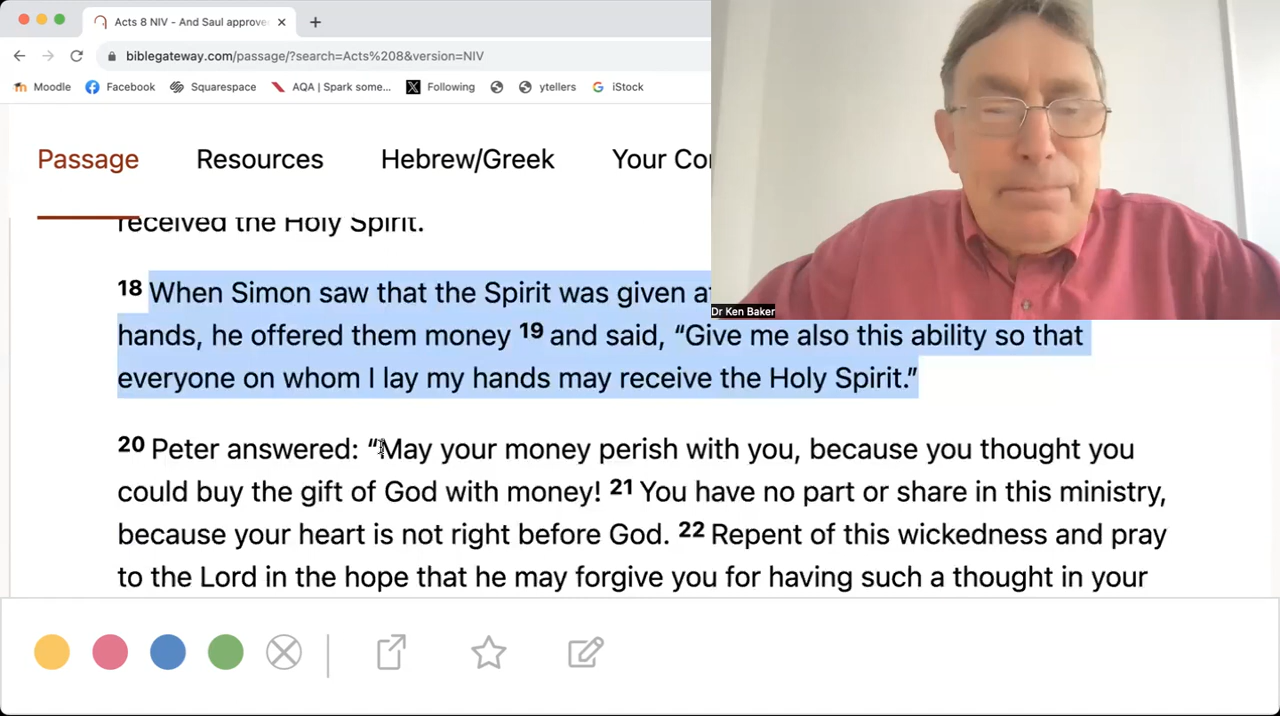 Acts 8 NIV - And Saul approve
biblegateway.com/passage/?search=Acts%208&version=NIV
Moodle Facebook Squarespace AQA | Spark some... Following ytellers iStock
Passage Resources Hebrew/Greek Your
received the Holy Spirit.
18 When Simon saw that the Spirit was given
hands, he offered them money 19 and said, “Give me also this ability so that
everyone on whom I lay my hands may receive the Holy Spirit.”
20 Peter answered: “May your money perish with you, because you thought you
could buy the gift of God with money! 21 You have no part or share in this ministry,
because your heart is not right before God. 22 Repent of this wickedness and pray
to the Lord in the hope that he may forgive you for having such a thought in your
Dr Ken Baker